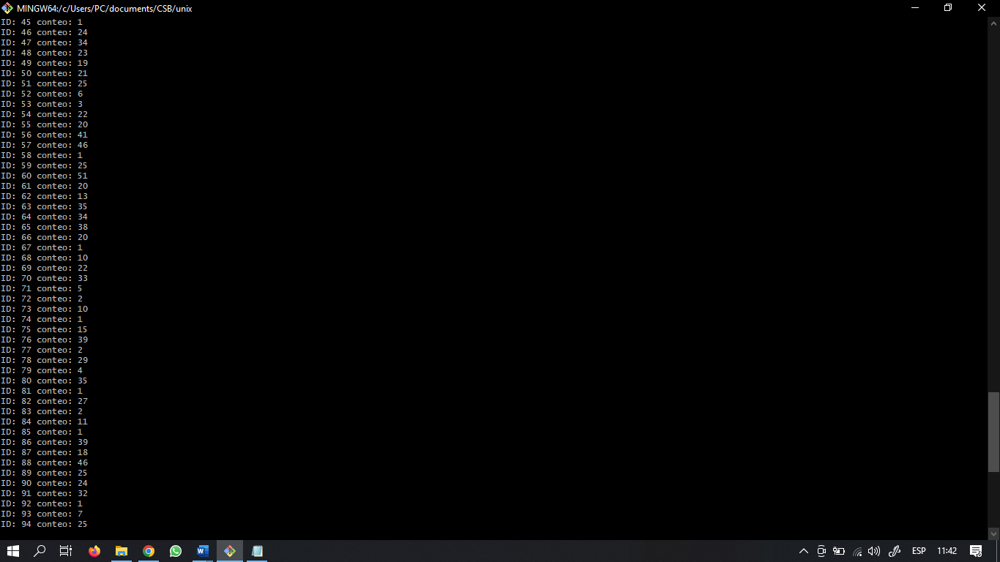 MINGW64:/c/Users/PC/documents/CSB/unix
ID: 45 conteo: 1
ID: 46 conteo: 24
ID: 47 conteo: 34
ID: 48 conteo: 23
ID: 49 conteo: 19
ID: 50 conteo: 21
ID: 51 conteo: 25
ID: 52 conteo: 6
ID: 53 conteo: 3
ID: 54 conteo: 22
ID: 55 conteo: 20
ID: 56 conteo: 41
ID: 57 conteo: 46
ID: 58 conteo: 1
ID: 59 conteo: 25
ID: 60 conteo: 51
ID: 61 conteo: 20
ID: 62 conteo: 13
ID: 63 conteo: 35
ID: 64 conteo: 34
ID: 65 conteo: 38
ID: 66 conteo: 20
ID: 67 conteo: 1
ID: 68 conteo: 10
ID: 69 conteo: 22
ID: 70 conteo: 33
ID: 71 conteo: 5
ID: 72 conteo: 2
ID: 73 conteo: 10
ID: 74 conteo: 1
ID: 75 conteo: 15
ID: 76 conteo: 39
ID: 77 conteo: 2
ID: 78 conteo: 29
ID: 79 conteo: 4
ID: 80 conteo: 35
ID: 81 conteo: 1
ID: 82 conteo: 27
ID: 83 conteo: 2
ID: 84 conteo: 11
ID: 85 conteo: 1
ID: 86 conteo: 39
ID: 87 conteo: 18
ID: 88 conteo: 46
ID: 89 conteo: 25
ID: 90 conteo: 24
ID: 91 conteo: 32
ID: 92 conteo: 1
ID: 93 conteo: 7
ID: 94 conteo: 25
ESP 11:42